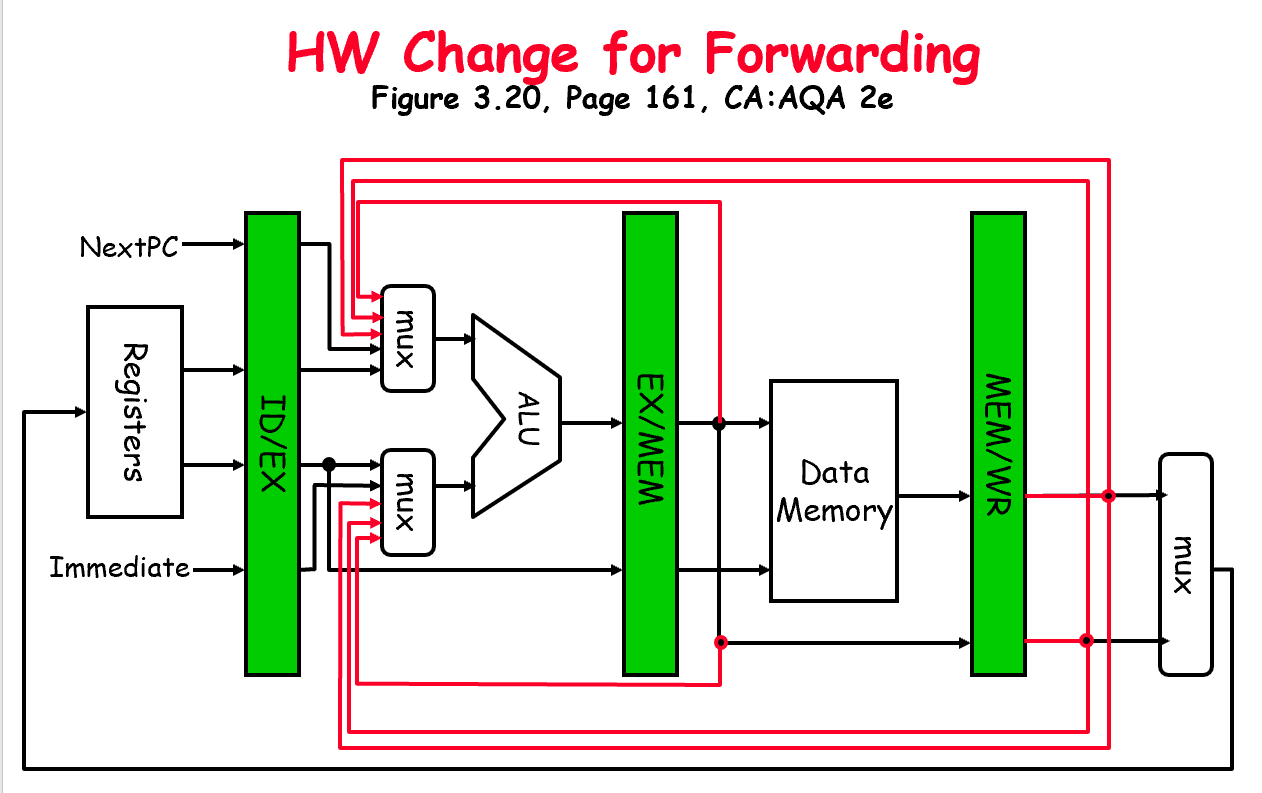 HW Change for Forwarding
Figure 3.20, Page 161, CA:AQA 2e
NextPC
Registers
Immediate
ID/EX
mux
mux
ALU
EX/MEM
Data
Memory
MEM/WR
mux